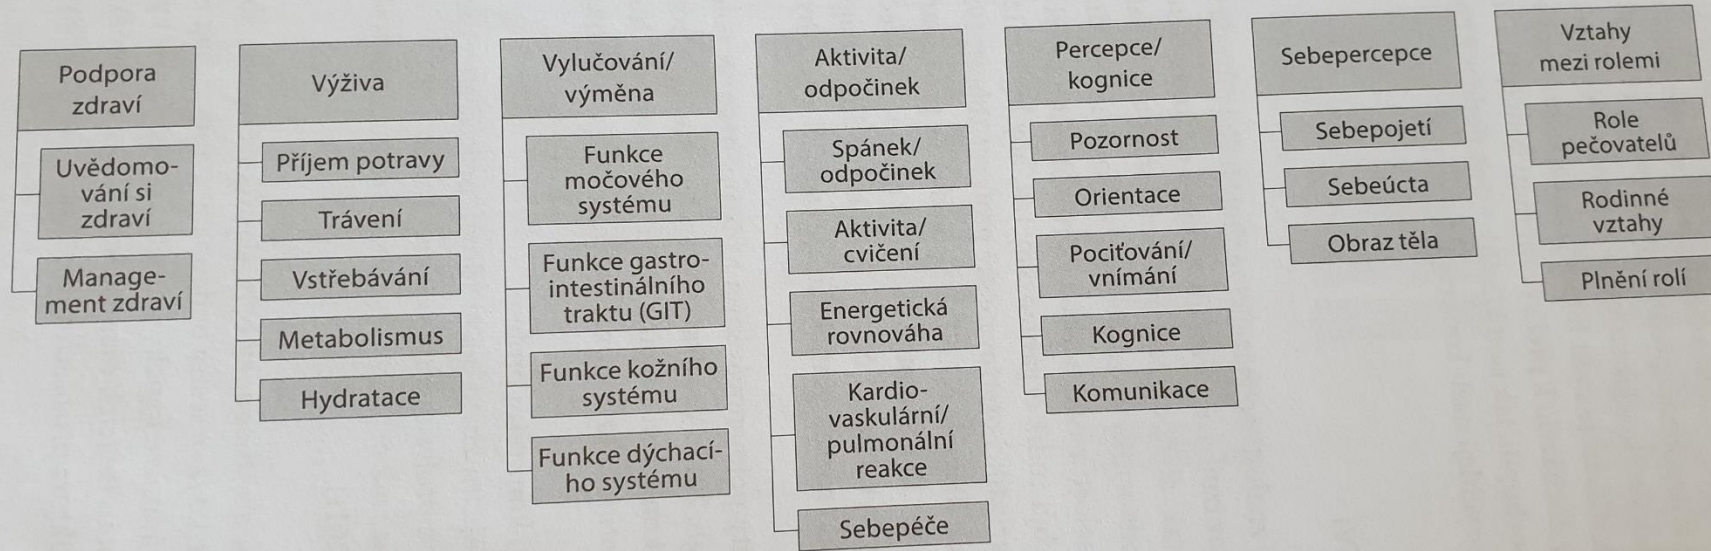 Podpora
zdraví
Uvědomo-
vání si
zdraví
Manage-
ment zdraví
Výživa
Příjem potravy
Trávení
Vstřebávání
Metabolismus
Hydratace
Vylučování/
výměna
Funkce
močového
systému
Funkce gastro-
intestinálního
traktu (GIT)
Funkce kožního
systému
Funkce dýchací-
ho systému
Aktivita/
odpočinek
Spánek/
odpočinek
Aktivita/
cvičení
Energetická
rovnováha
Kardio-
vaskulární/
pulmonální
reakce
Sebepéče
Percepce/
kognice
Pozornost
Orientace
Pociťování/
vnímání
Kognice
Komunikace
Sebepercepce
Sebepojetí
Sebeúcta
Obraz těla
Vztahy
mezi rolemi
Role
pečovatelů
Rodinné
vztahy
Plnění rolí